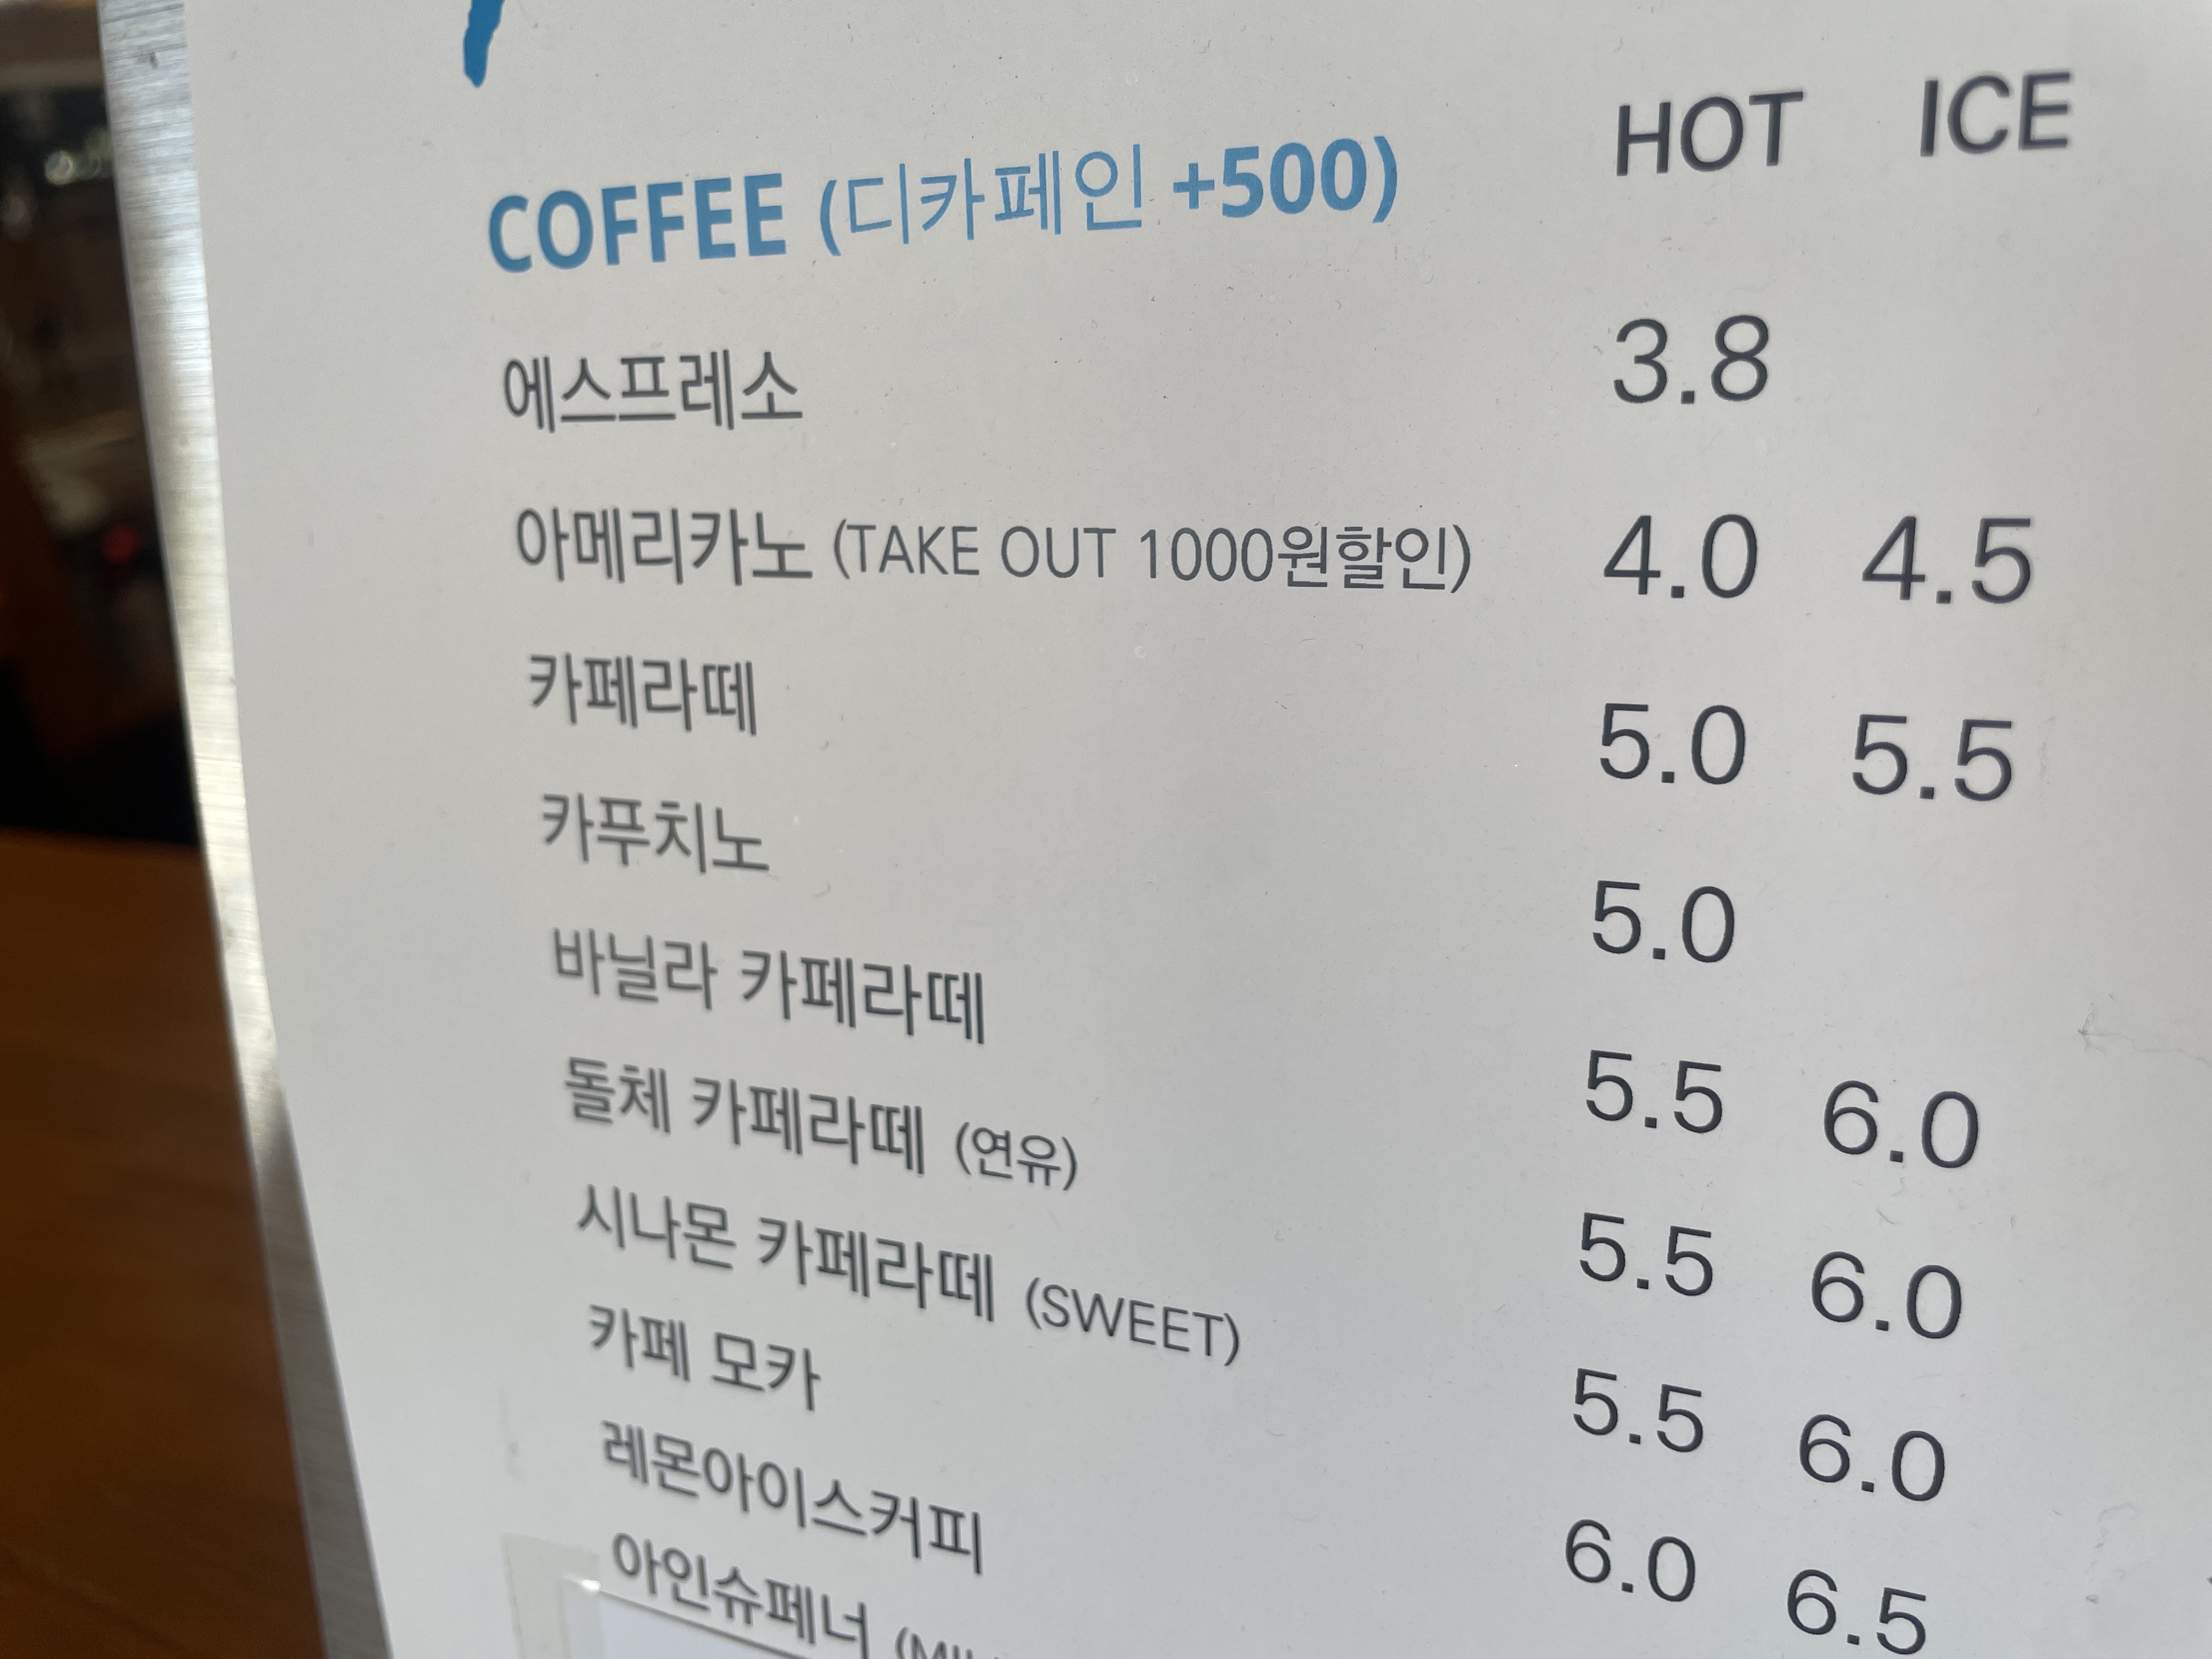 HOT ICE
COFFEE (디카페인 +500)
에스프레소 3.8
아메리카노 (TAKE OUT 1000원할인) 4.0 4.5
카페라떼 5.0 5.5
카푸치노 5.0
바닐라 카페라떼 5.5 6.0
돌체 카페라떼 (연유) 5.5 6.0
시나몬 카페라떼 (SWEET) 5.5 6.0
카페 모카 6.0 6.5
레몬아이스커피
아인슈페너